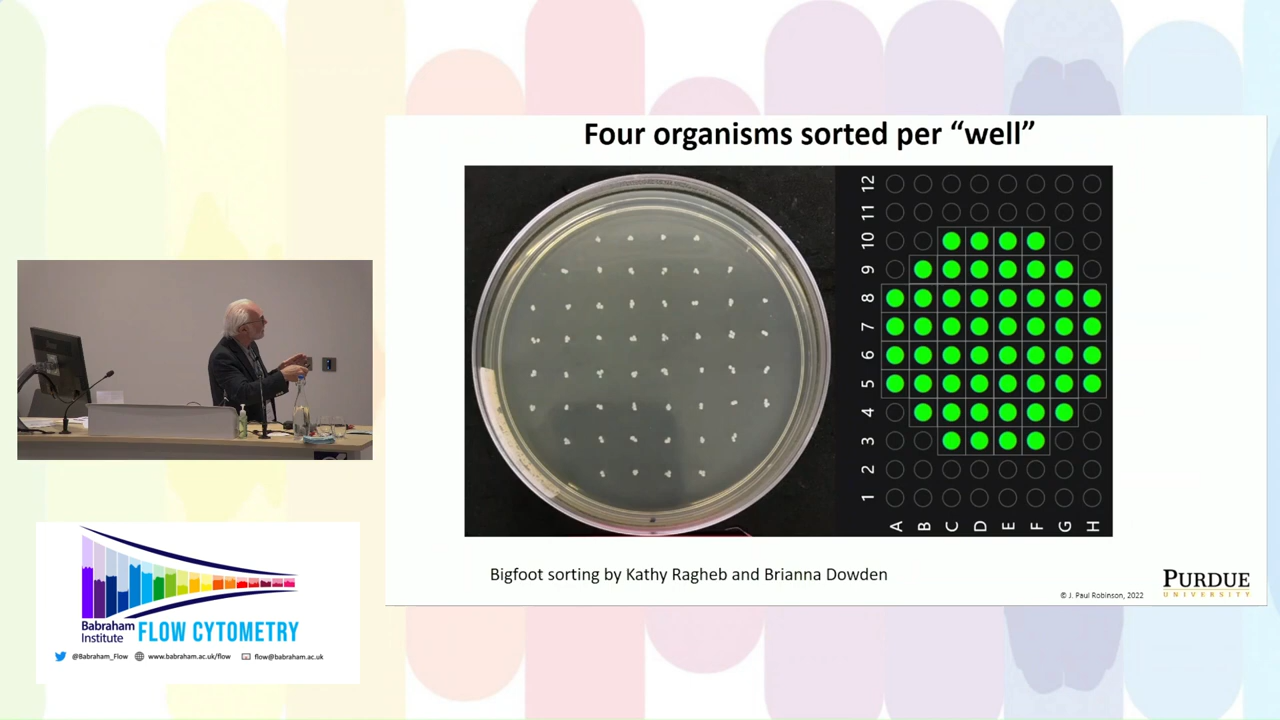 Four organisms sorted per “well”
12
11
10
9
8
7
6
5
4
3
2
1
A B C D E F G H
Bigfoot sorting by Kathy Ragheb and Brianna Dowden
© J. Paul Robinson, 2022
PURDUE
UNIVERSITY
Babraham
Institute
FLOW CYTOMETRY
@Babraham_Flow www.babraham.ac.uk/flow flow@babraham.ac.uk